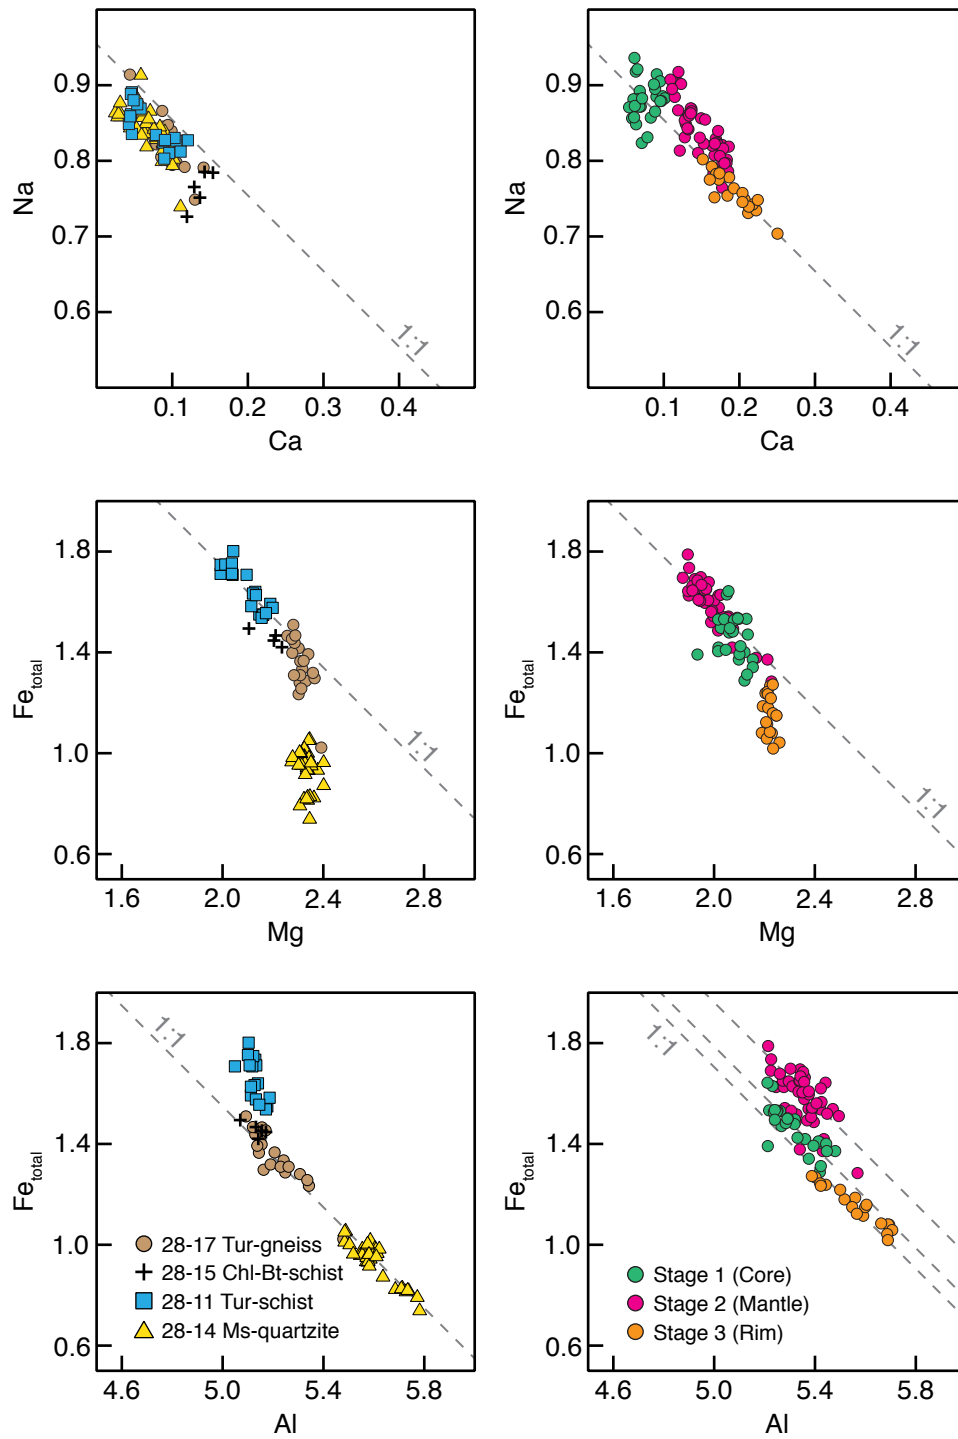 0.9
0.8
0.7
0.6
Na
1:1
0.1 0.2 0.3 0.4
Ca
0.9
0.8
0.7
0.6
Na
1:1
0.1 0.2 0.3 0.4
Ca
1.8
1.4
1.0
0.6
Fetotal
1:1
1.6 2.0 2.4 2.8
Mg
1.8
1.4
1.0
0.6
Fetotal
1:1
1.6 2.0 2.4 2.8
Mg
1:1
1.8
1.4
1.0
0.6
Fetotal
28-17 Tur-gneiss
28-15 Chl-Bt-schist
28-11 Tur-schist
28-14 Ms-quartzite
4.6 5.0 5.4 5.8
Al
1:1
1.8
1.4
1.0
0.6
Fetotal
Stage 1 (Core)
Stage 2 (Mantle)
Stage 3 (Rim)
4.6 5.0 5.4 5.8
Al